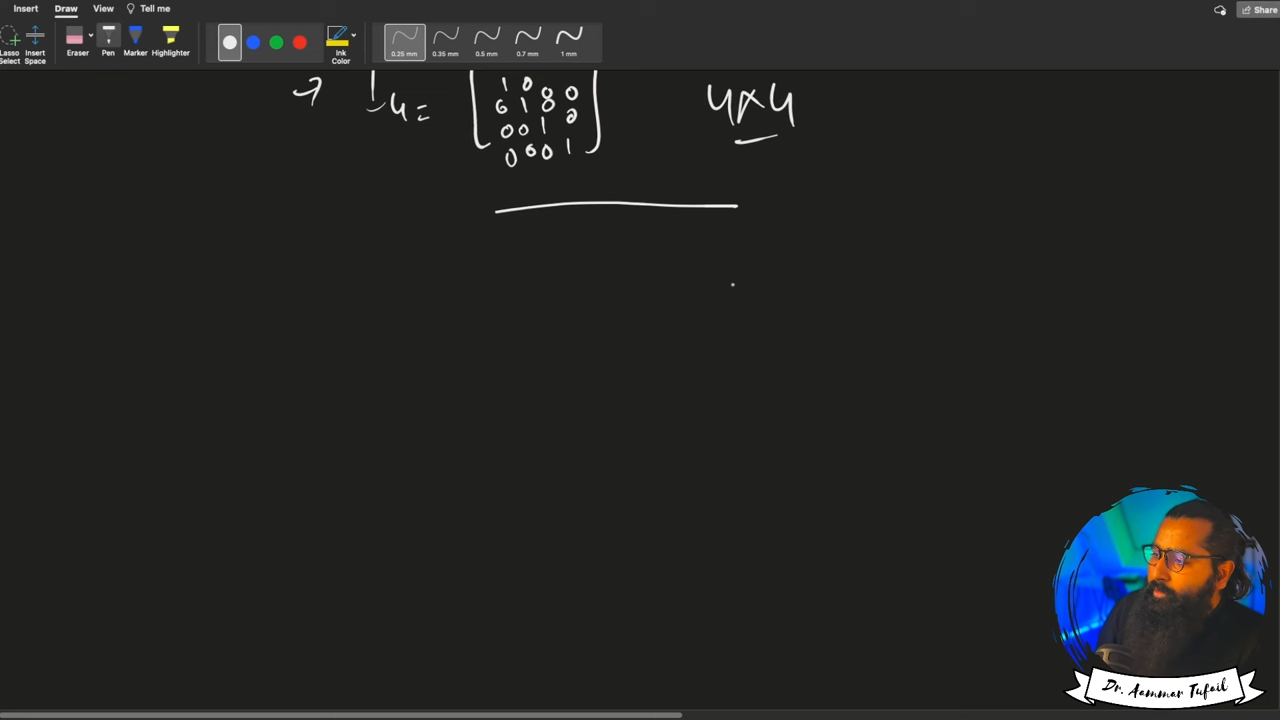 Insert Draw View Tell me Share
Lasso Select Insert Space Eraser Pen Marker Highlighter Ink Color 0.25 mm 0.35 mm 0.5 mm 0.7 mm 1 mm
→ I4 = 1 0 0 0 4×4
0 1 0 0
0 0 1 0
0 0 0 1
Dr. Aammar Tufail